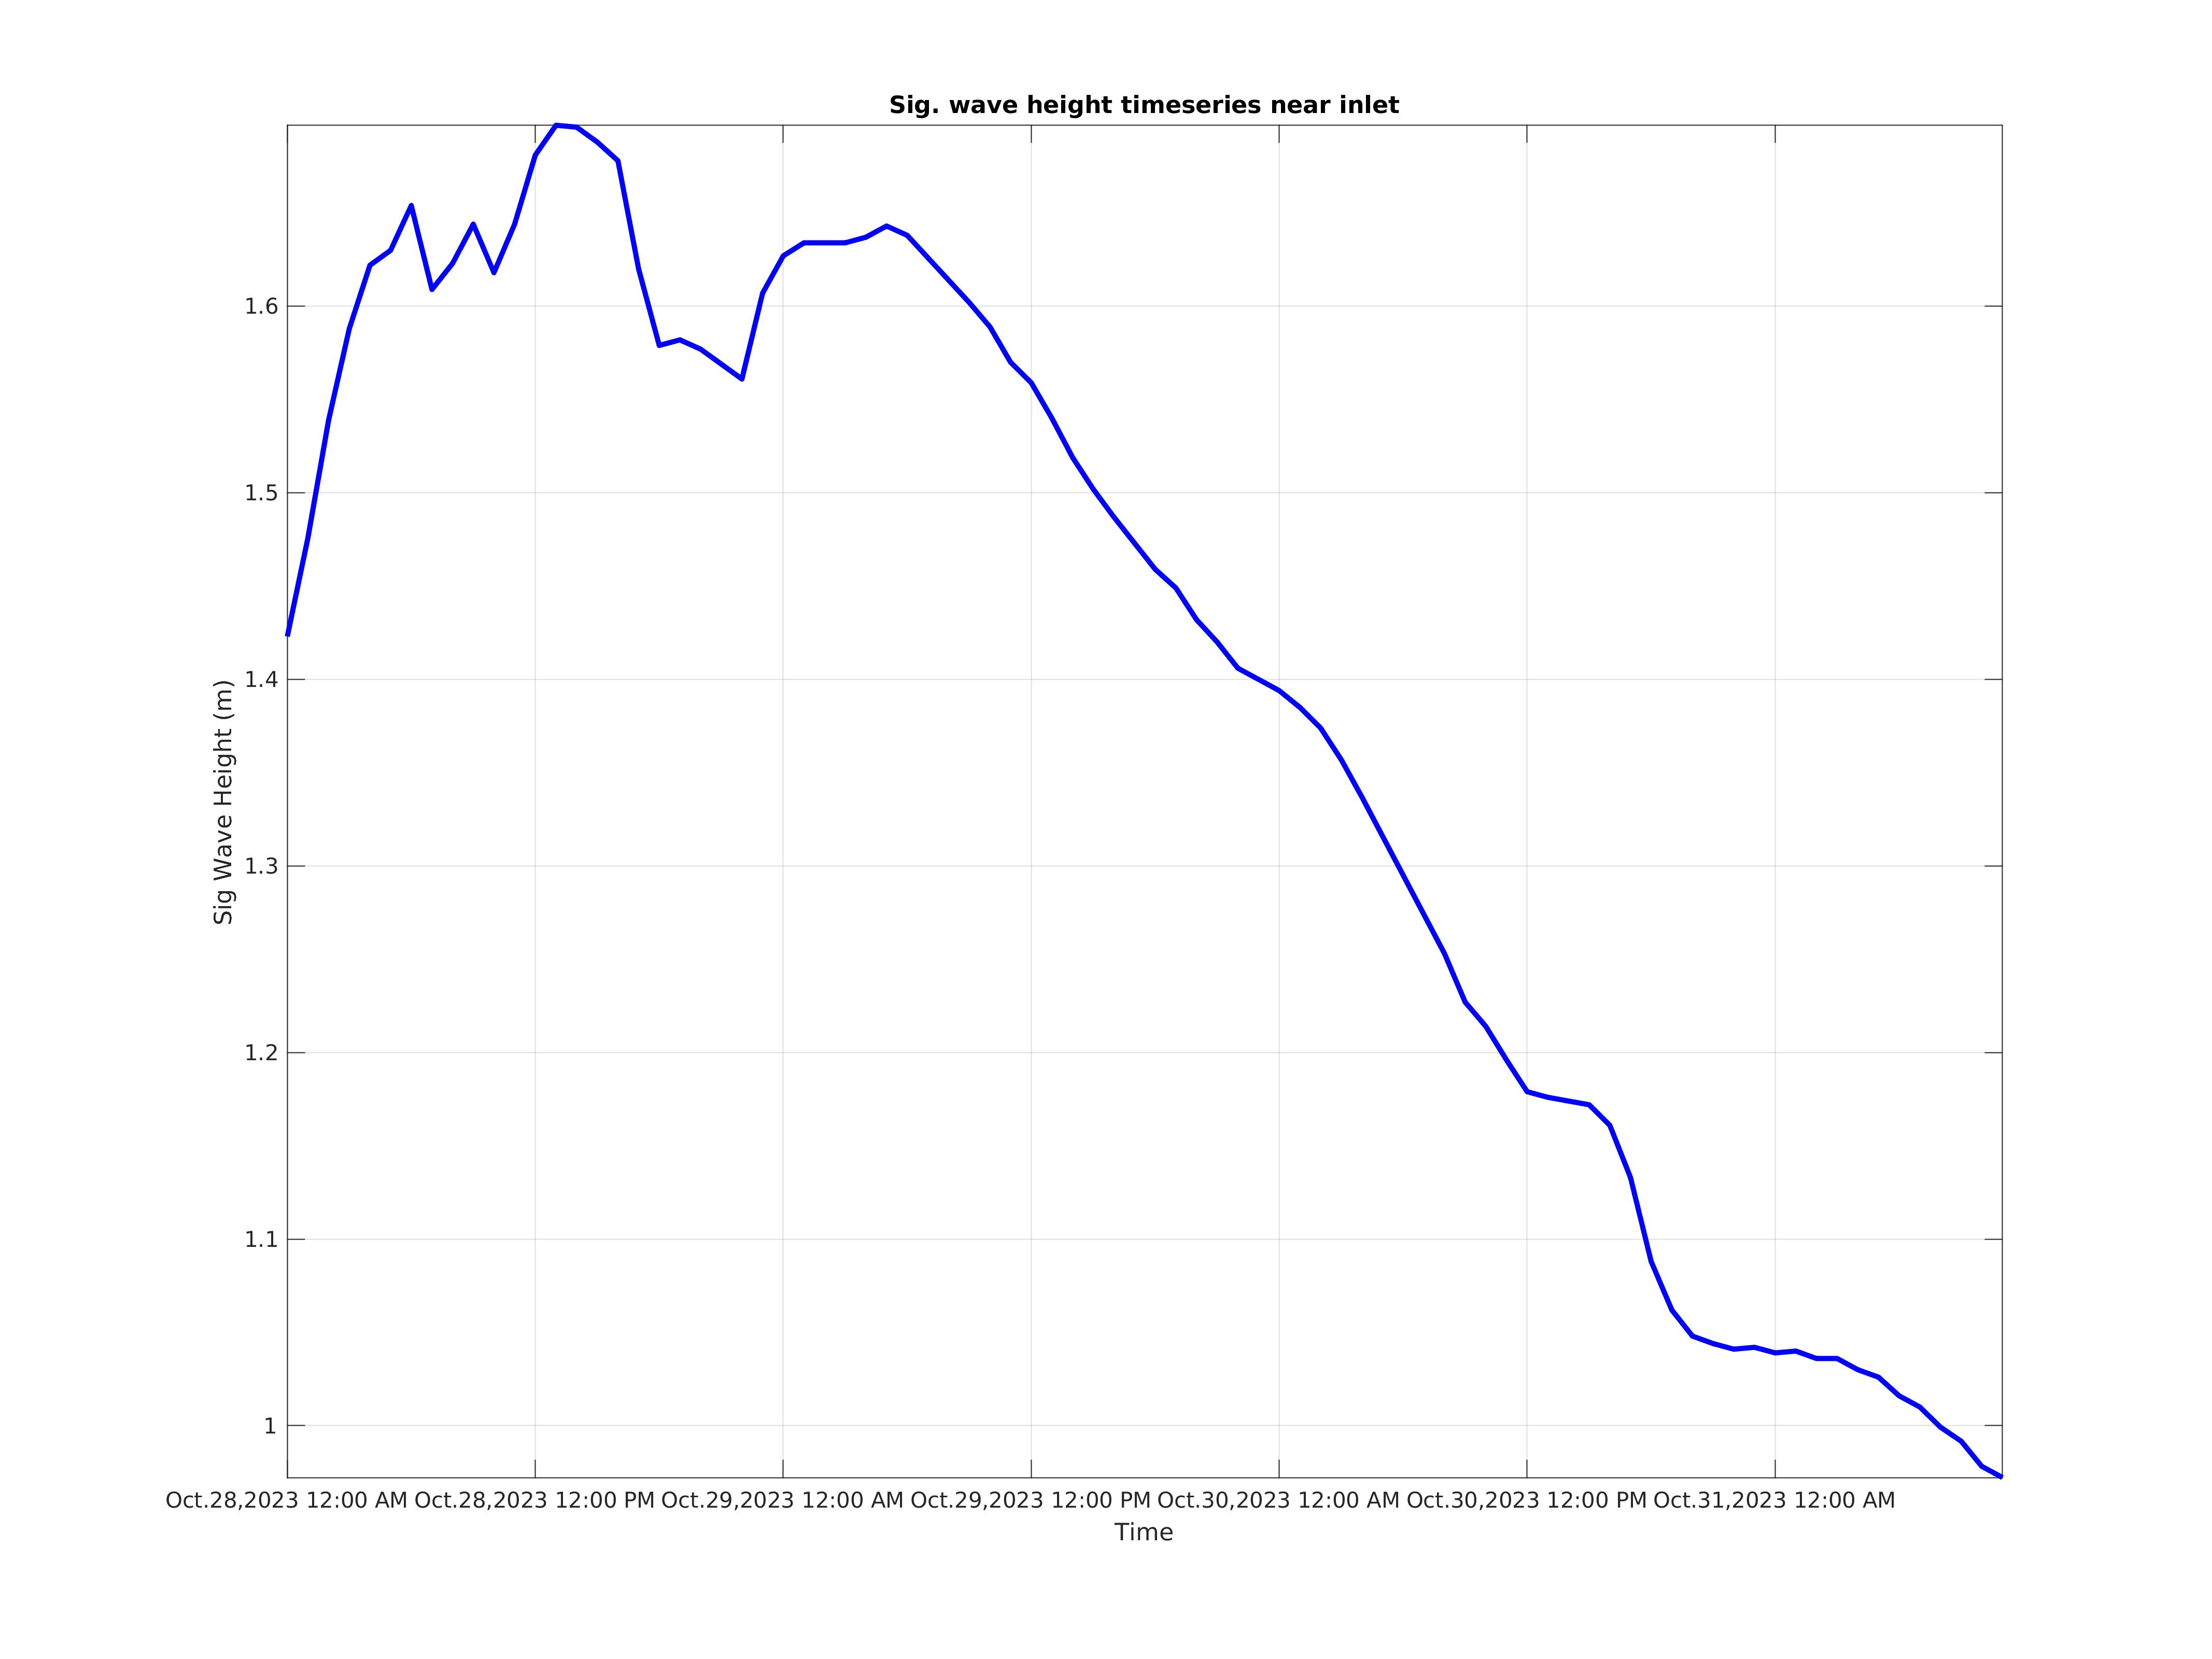 Sig. wave height timeseries near inlet
Sig Wave Height (m)
1.6
1.5
1.4
1.3
1.2
1.1
1
Oct.28,2023 12:00 AM Oct.28,2023 12:00 PM Oct.29,2023 12:00 AM Oct.29,2023 12:00 PM Oct.30,2023 12:00 AM Oct.30,2023 12:00 PM Oct.31,2023 12:00 AM
Time